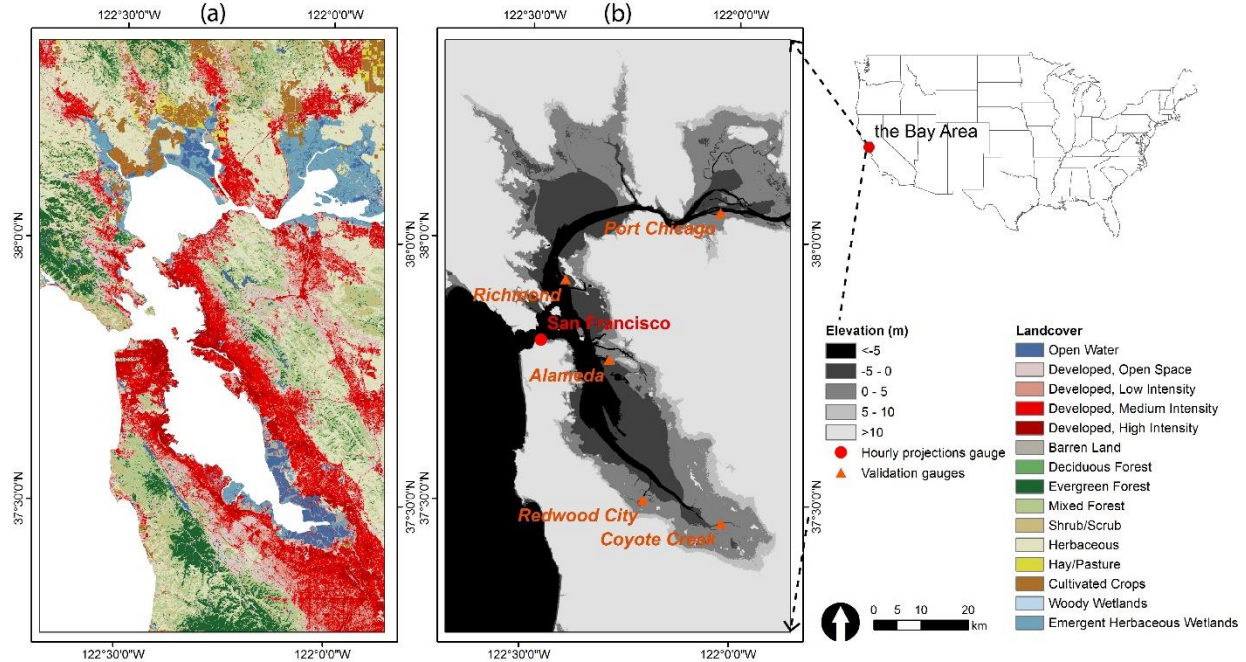 (a)
(b)
122°30'0"W
122°0'0"W
122°30'0"W
122°0'0"W
38°0'0"N
37°30'0"N
38°0'0"N
37°30'0"N
38°0'0"N
37°30'0"N
122°30'0"W
122°0'0"W
122°30'0"W
122°0'0"W
Port Chicago
Richmond
San Francisco
Alameda
Redwood City
Coyote Creek
the Bay Area
Elevation (m)
<-5
-5 - 0
0 - 5
5 - 10
>10
Hourly projections gauge
Validation gauges
0 5 10 20
km
Landcover
Open Water
Developed, Open Space
Developed, Low Intensity
Developed, Medium Intensity
Developed, High Intensity
Barren Land
Deciduous Forest
Evergreen Forest
Mixed Forest
Shrub/Scrub
Herbaceous
Hay/Pasture
Cultivated Crops
Woody Wetlands
Emergent Herbaceous Wetlands